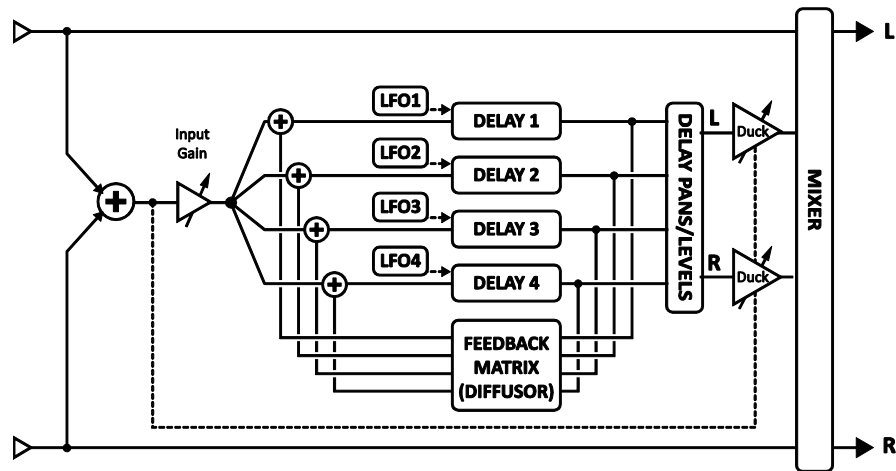 L
Input
Gain
+
+
+
+
+
LFO1
LFO2
LFO3
LFO4
DELAY 1
DELAY 2
DELAY 3
DELAY 4
FEEDBACK
MATRIX
(DIFFUSOR)
DELAY PANS/LEVELS
L
R
Duck
Duck
MIXER
R